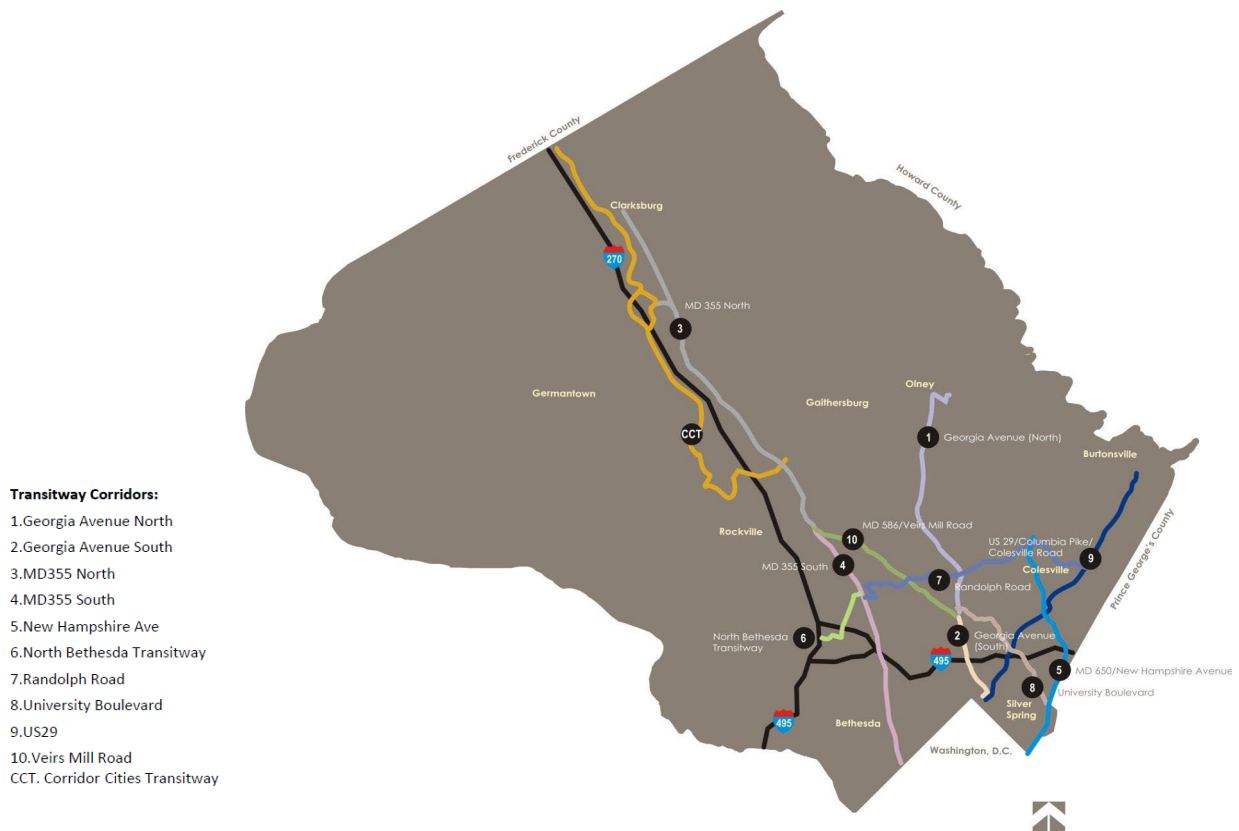 Frederick County
Howard County
Clarksburg
270
MD 355 North
3
Olney
Germantown
Gaithersburg
CCT
1
Georgia Avenue (North)
Burtonsville
Transitway Corridors:
1.Georgia Avenue North
2.Georgia Avenue South
3.MD355 North
4.MD355 South
5.New Hampshire Ave
6.North Bethesda Transitway
7.Randolph Road
8.University Boulevard
9.US29
10.Veirs Mill Road
CCT. Corridor Cities Transitway
Rockville
MD 586/Veirs Mill Road
10
US 29/Columbia Pike/
Colesville Road
9
MD 355 South
4
Colesville
7
Randolph Road
Prince George's County
North Bethesda
Transitway
6
2
Georgia Avenue
(South)
495
5
MD 650/New Hampshire Avenue
8
University Boulevard
Silver
Spring
495
Bethesda
Washington, D.C.